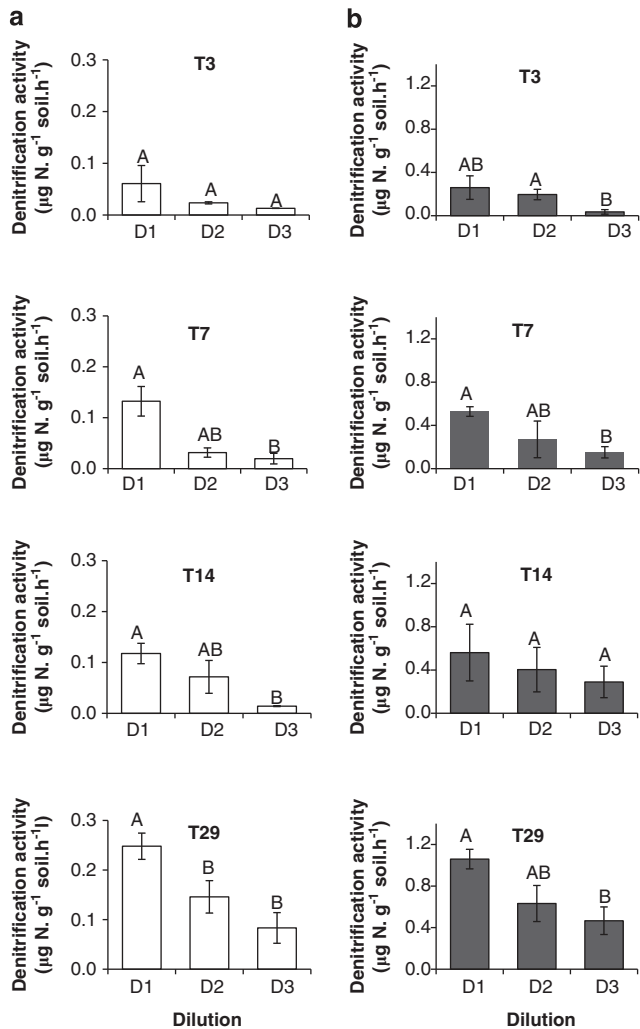 a
Denitrification activity
(µg N. g-1 soil.h-1)
0.3
0.2
0.1
0.0
T3
A
A
A
D1 D2 D3
b
Denitrification activity
(µg N. g-1 soil.h-1)
1.2
0.8
0.4
0.0
T3
AB
A
B
D1 D2 D3
Denitrification activity
(µg N. g-1 soil.h-1)
0.3
0.2
0.1
0.0
T7
A
AB
B
D1 D2 D3
Denitrification activity
(µg N. g-1 soil.h-1)
1.2
0.8
0.4
0.0
T7
A
AB
B
D1 D2 D3
Denitrification activity
(µg N. g-1 soil.h-1)
0.3
0.2
0.1
0.0
T14
A
AB
B
D1 D2 D3
Denitrification activity
(µg N. g-1 soil.h-1)
1.2
0.8
0.4
0.0
T14
A
A
A
D1 D2 D3
Denitrification activity
(µg N. g-1 soil.h-1l)
0.3
0.2
0.1
0.0
T29
A
B
B
D1 D2 D3
Dilution
Denitrification activity
(µg N. g-1 soil.h-1)
1.2
0.8
0.4
0.0
T29
A
AB
B
D1 D2 D3
Dilution